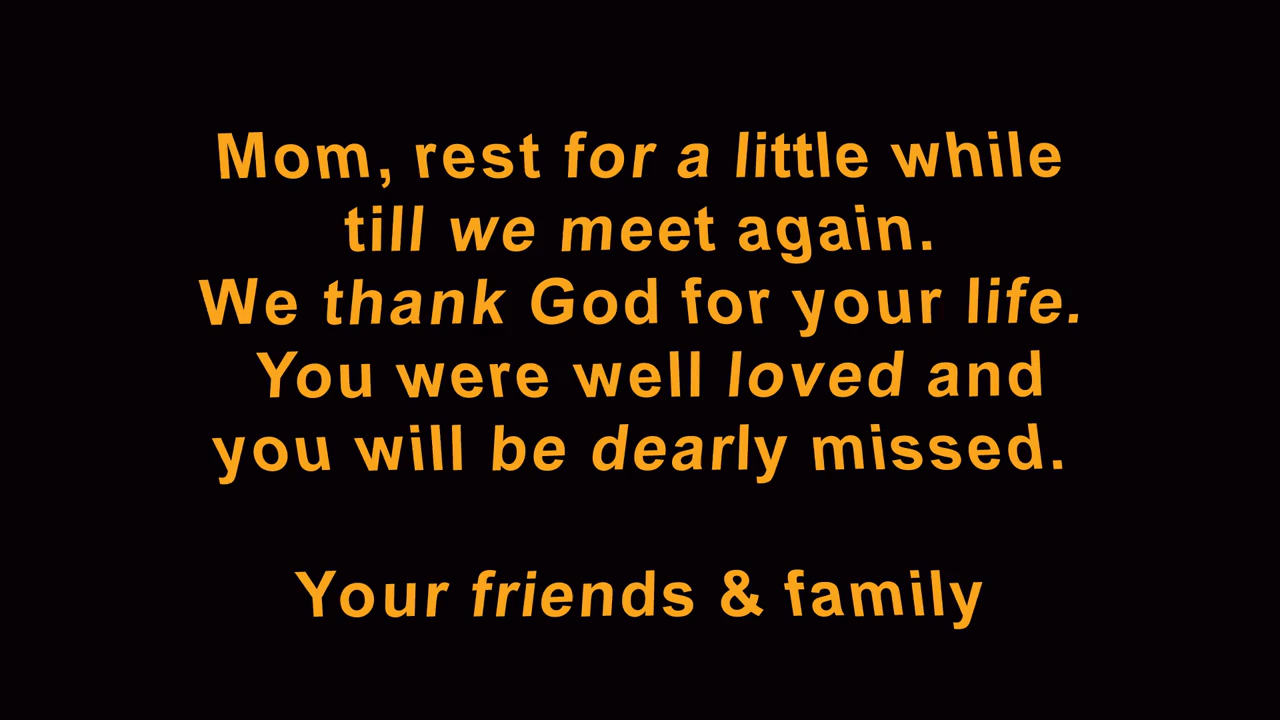 Mom, rest for a little while
till we meet again.
We thank God for your life.
You were well loved and
you will be dearly missed.
Your friends & family